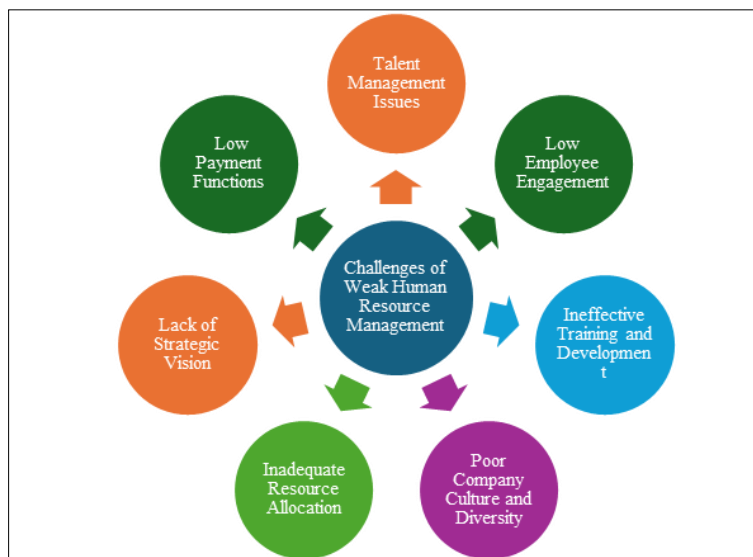 Talent
Management
Issues
Low
Employee
Engagement
Ineffective
Training and
Developmen
t
Poor
Company
Culture and
Diversity
Inadequate
Resource
Allocation
Lack of
Strategic
Vision
Low
Payment
Functions
Challenges of
Weak Human
Resource
Management